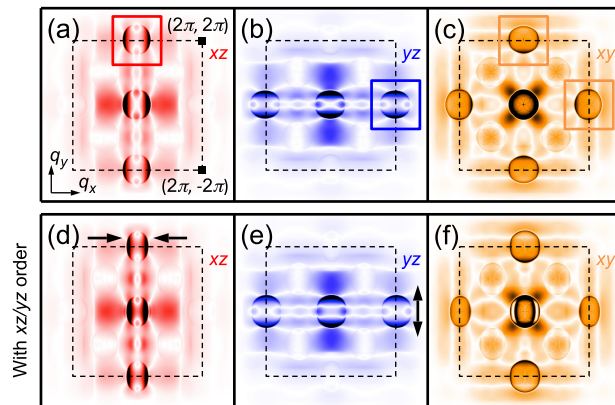 (a)
(2π, 2π)
xz
q_y
q_x
(2π, -2π)
(b)
yz
(c)
xy
With xz/yz order
(d)
xz
(e)
yz
(f)
xy